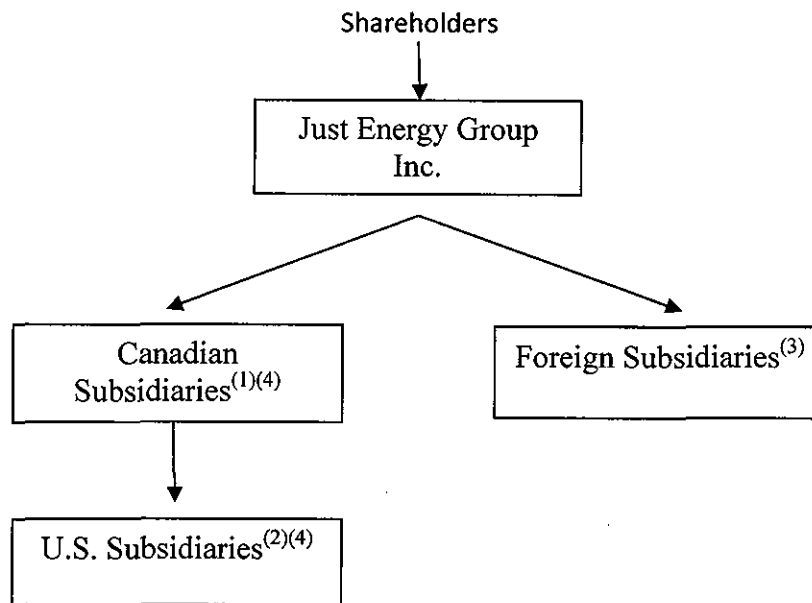 Shareholders
Just Energy Group
Inc.
Canadian
Subsidiaries(1)(4)
Foreign Subsidiaries(3)
U.S. Subsidiaries(2)(4)